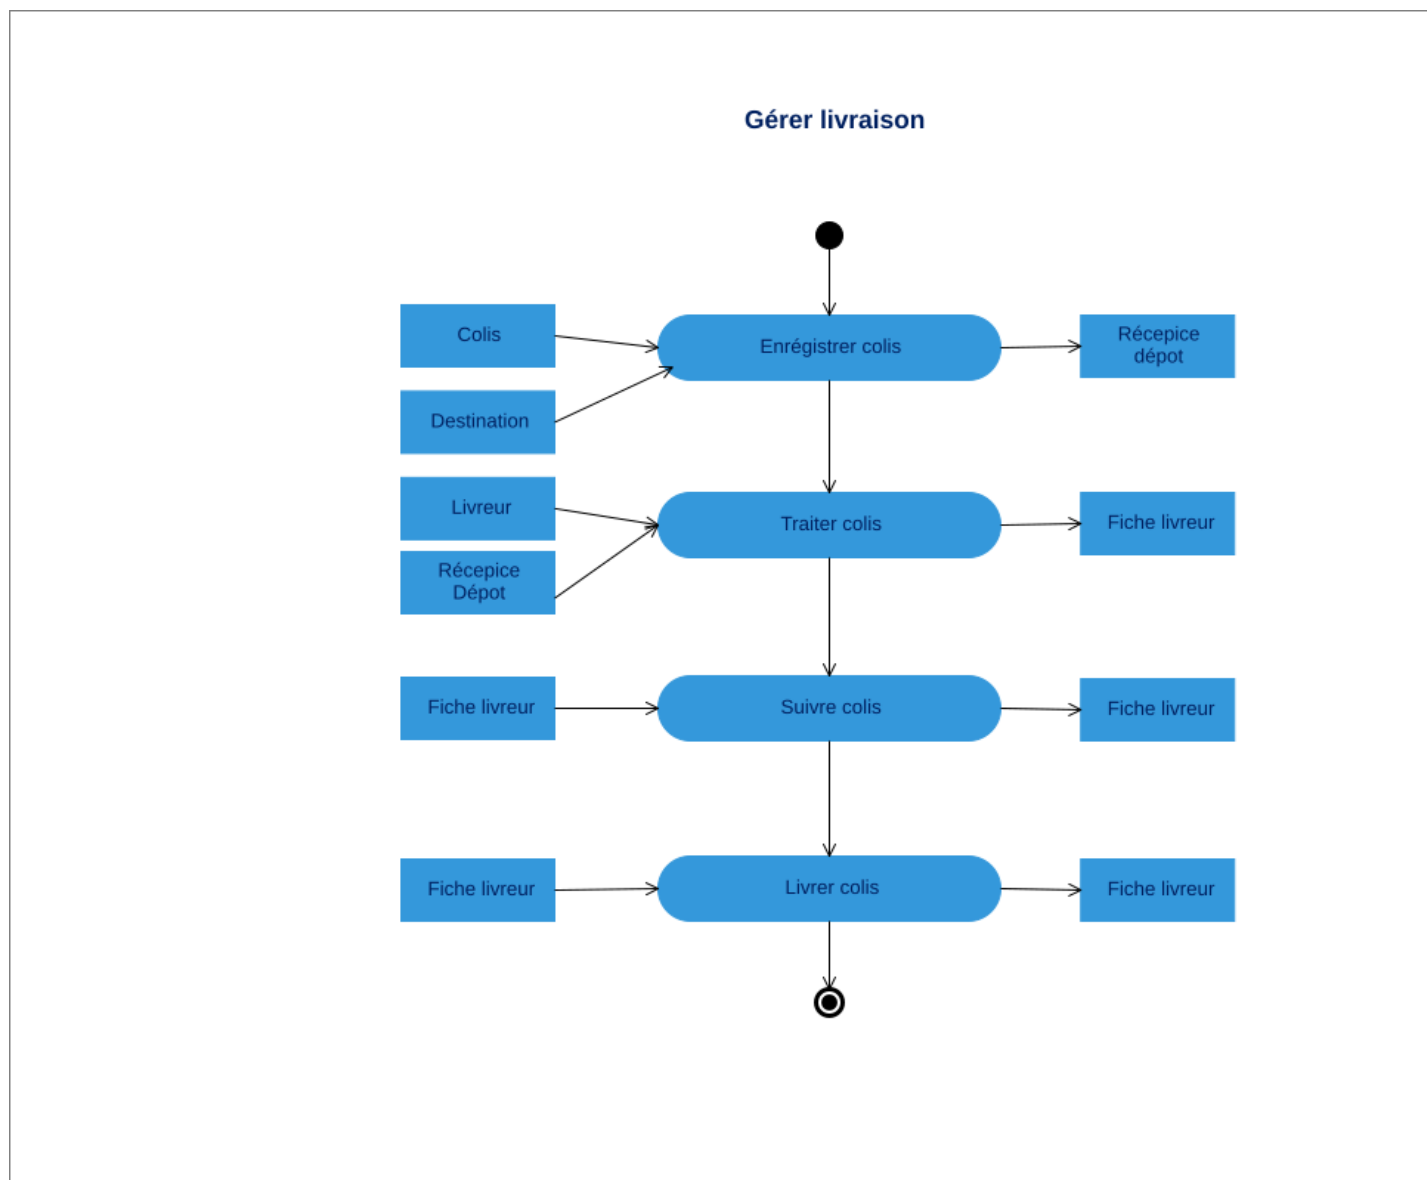 Gérer livraison
Colis
Enrégistrer colis
Récepice
dépot
Destination
Livreur
Traiter colis
Fiche livreur
Récepice
Dépot
Fiche livreur
Suivre colis
Fiche livreur
Fiche livreur
Livrer colis
Fiche livreur